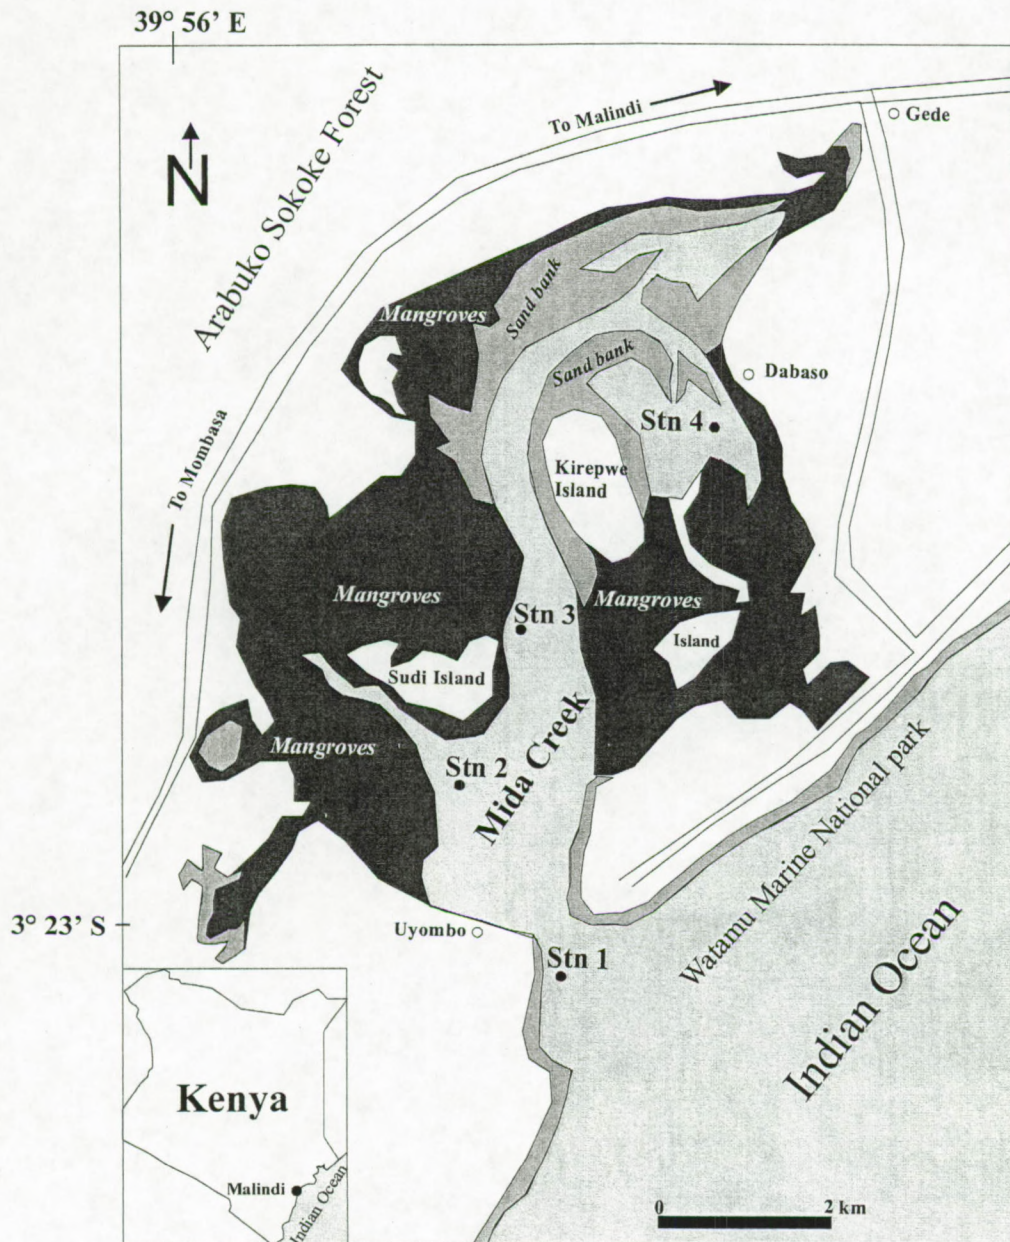 39° 56’ E
To Malindi
Gede
N
Arabuko Sokoke Forest
Sand bank
Mangroves
Sand bank
Dabaso
Stn 4
To Mombasa
Kirepwe
Island
Mangroves
Mangroves
Stn 3
Island
Sudi Island
Mangroves
Stn 2
Mida Creek
Watamu Marine National park
3° 23’ S
Uyombo
Stn 1
Indian Ocean
Kenya
Malindi
Indian Ocean
0 2 km